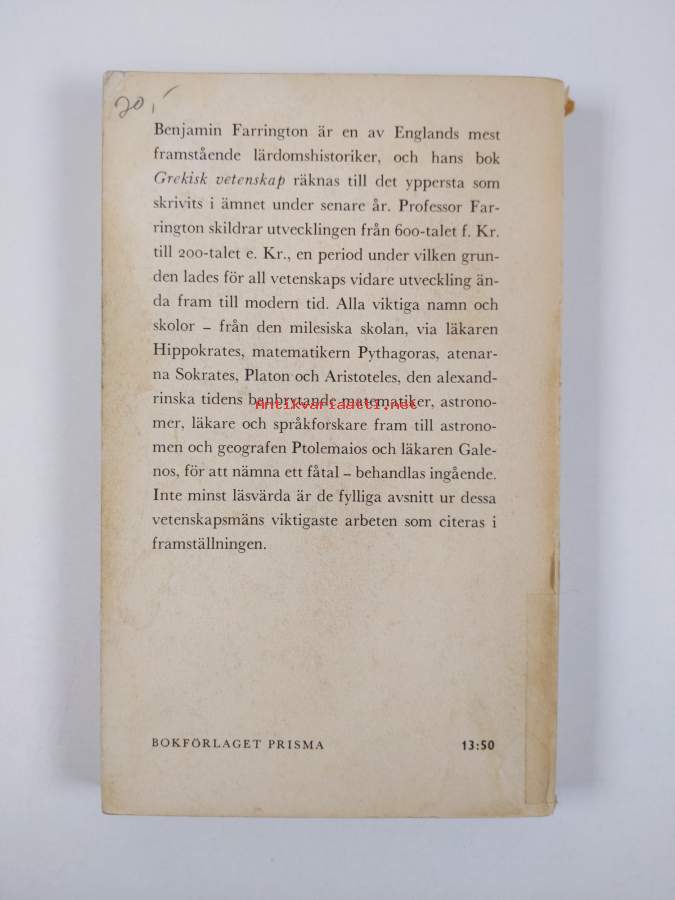 20,-
Benjamin Farrington är en av Englands mest
framstående lärdomshistoriker, och hans bok
Grekisk vetenskap räknas till det yppersta som
skrivits i ämnet under senare år. Professor Far-
rington skildrar utvecklingen från 600-talet f. Kr.
till 200-talet e. Kr., en period under vilken grun-
den lades för all vetenskaps vidare utveckling än-
da fram till modern tid. Alla viktiga namn och
skolor – från den milesiska skolan, via läkaren
Hippokrates, matematikern Pythagoras, atenar-
na Sokrates, Platon och Aristoteles, den alexand-
rinska tidens banbrytande matematiker, astrono-
Antikvariaatti.net
mer, läkare och språkforskare fram till astrono-
men och geografen Ptolemaios och läkaren Gale-
nos, för att nämna ett fåtal – behandlas ingående.
Inte minst läsvärda är de fylliga avsnitt ur dessa
vetenskapsmäns viktigaste arbeten som citeras i
framställningen.
BOKFÖRLAGET PRISMA 13:50